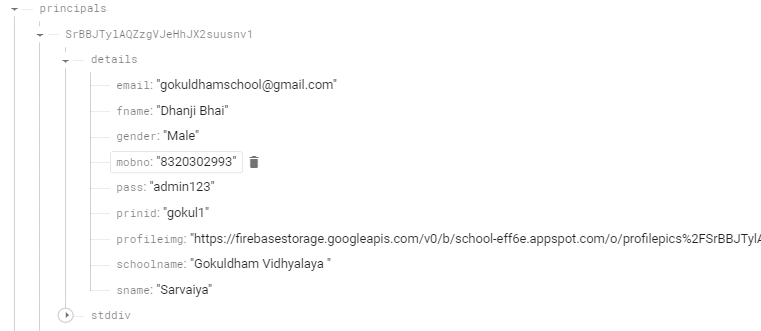 principals
SrBBJTylAQZzgVJeHhJX2suusnv1
details
email: "gokuldhamschool@gmail.com"
fname: "Dhanji Bhai"
gender: "Male"
mobno: "8320302993"
pass: "admin123"
prinid: "gokul1"
profileimg: "https://firebasestorage.googleapis.com/v0/b/school-eff6e.appspot.com/o/profilepics%2FSrBBJTylA
schoolname: "Gokuldham Vidhyalaya "
sname: "Sarvaiya"
stddiv